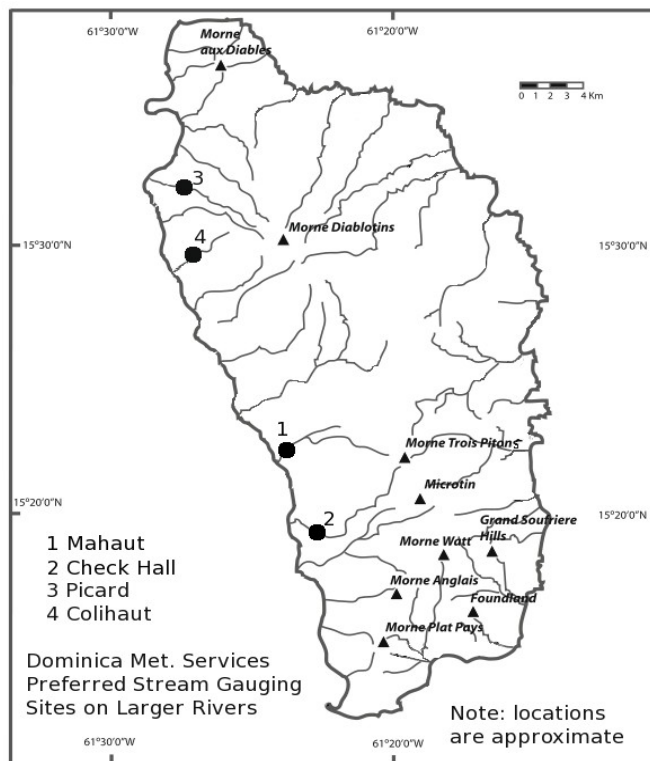 61°30'0"W 61°20'0"W
Morne
aux Diables
0 1 2 3 4 Km
3
4
Morne Diablotins
15°30'0"N 15°30'0"N
1
Morne Trois Pitons
Microtin
15°20'0"N 15°20'0"N
2
Grand Soufriere
Hills
Morne Watt
Morne Anglais
Foundland
Morne Plat Pays
1 Mahaut
2 Check Hall
3 Picard
4 Colihaut
Dominica Met. Services
Preferred Stream Gauging
Sites on Larger Rivers
Note: locations
are approximate
61°30'0"W 61°20'0"W